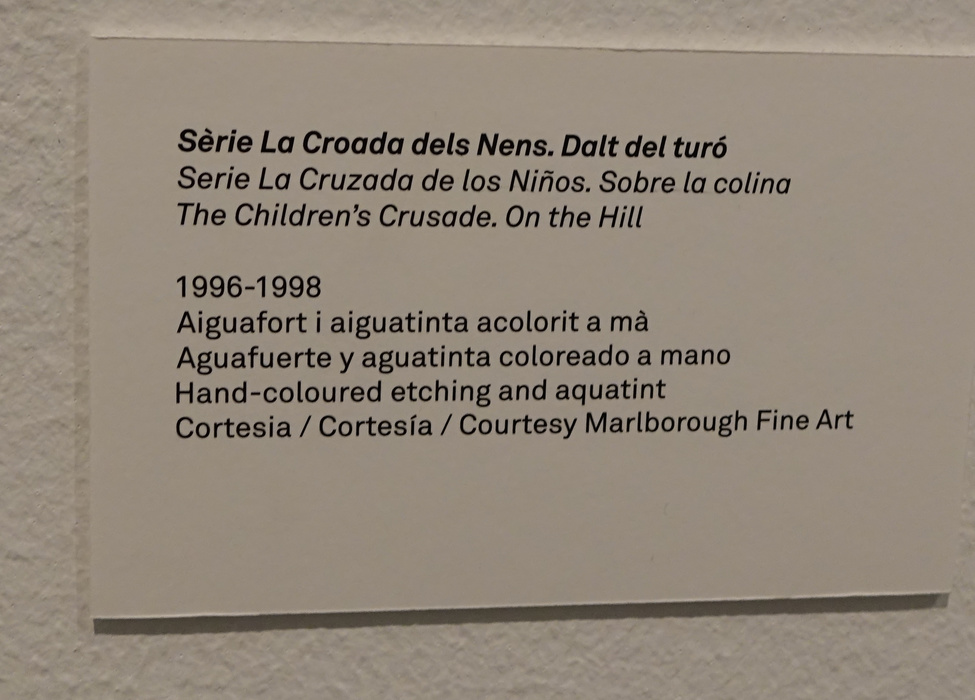 Sèrie La Croada dels Nens. Dalt del turó
Serie La Cruzada de los Niños. Sobre la colina
The Children’s Crusade. On the Hill
1996-1998
Aiguafort i aiguatinta acolorit a mà
Aguafuerte y aguatinta coloreado a mano
Hand-coloured etching and aquatint
Cortesia / Cortesía / Courtesy Marlborough Fine Art